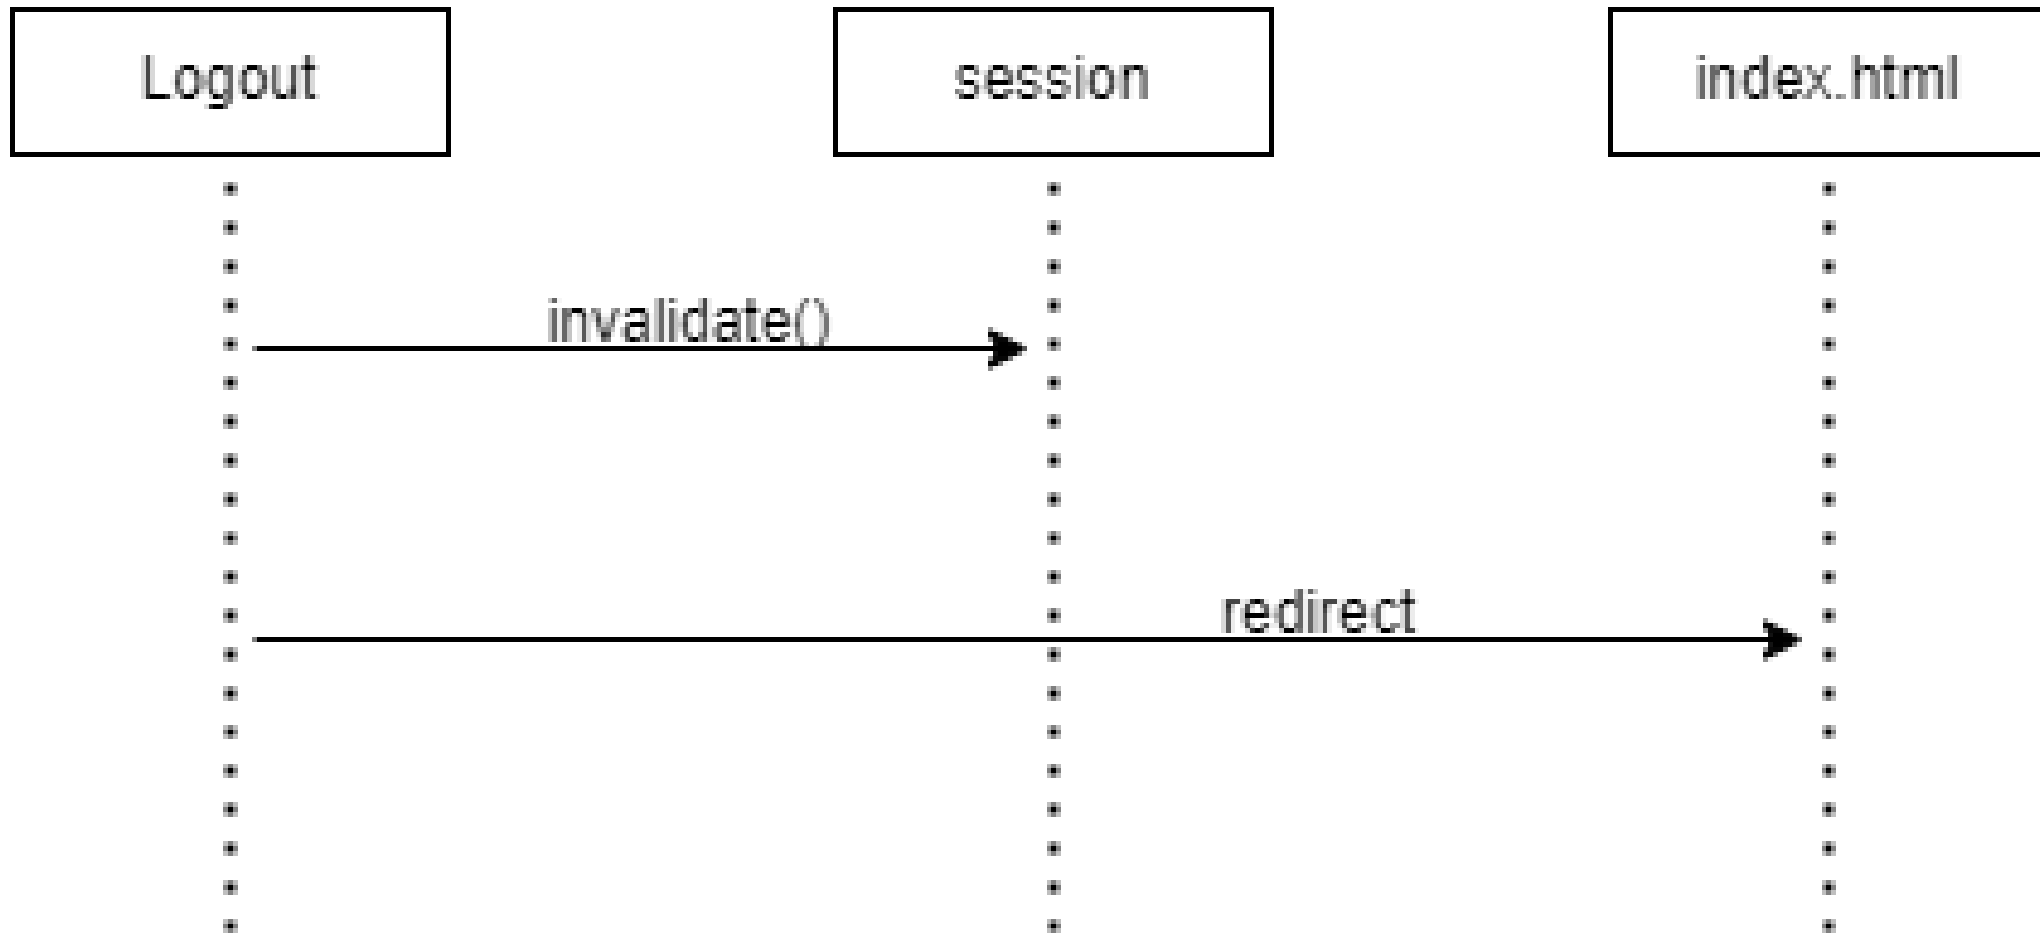 Logout
session
index.html
invalidate()
redirect